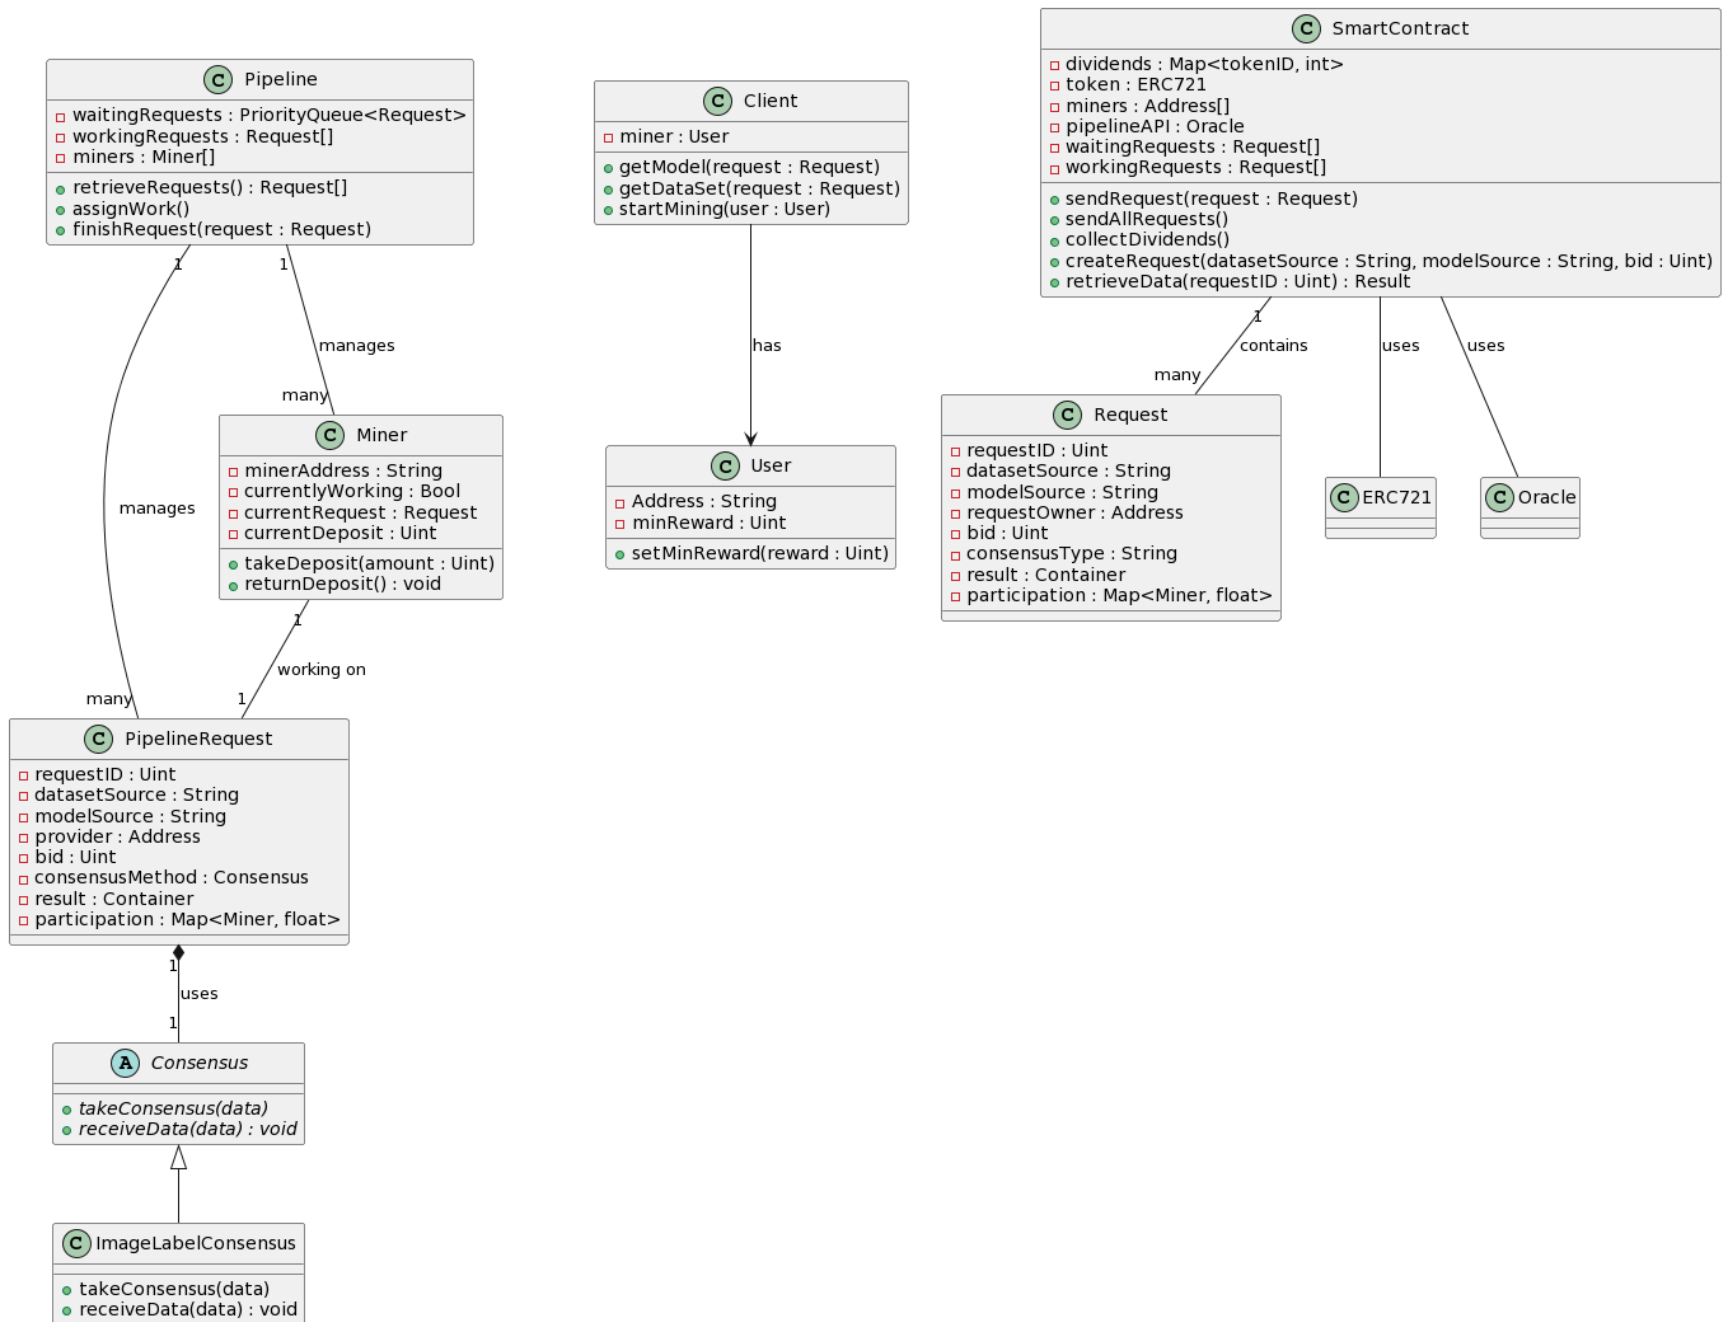 C Pipeline
waitingRequests : PriorityQueue<Request>
workingRequests : Request[]
miners : Miner[]
retrieveRequests() : Request[]
assignWork()
finishRequest(request : Request)
C Client
miner : User
getModel(request : Request)
getDataSet(request : Request)
startMining(user : User)
C SmartContract
dividends : Map<tokenID, int>
token : ERC721
miners : Address[]
pipelineAPI : Oracle
waitingRequests : Request[]
workingRequests : Request[]
sendRequest(request : Request)
sendAllRequests()
collectDividends()
createRequest(datasetSource : String, modelSource : String, bid : Uint)
retrieveData(requestID : Uint) : Result
1
1
1
manages
has
contains
uses
uses
many
many
manages
C Miner
minerAddress : String
currentlyWorking : Bool
currentRequest : Request
currentDeposit : Uint
takeDeposit(amount : Uint)
returnDeposit() : void
C User
Address : String
minReward : Uint
setMinReward(reward : Uint)
C Request
requestID : Uint
datasetSource : String
modelSource : String
requestOwner : Address
bid : Uint
consensusType : String
result : Container
participation : Map<Miner, float>
C ERC721
C Oracle
1
working on
many
1
C PipelineRequest
requestID : Uint
datasetSource : String
modelSource : String
provider : Address
bid : Uint
consensusMethod : Consensus
result : Container
participation : Map<Miner, float>
1
uses
1
A Consensus
takeConsensus(data)
receiveData(data) : void
C ImageLabelConsensus
takeConsensus(data)
receiveData(data) : void